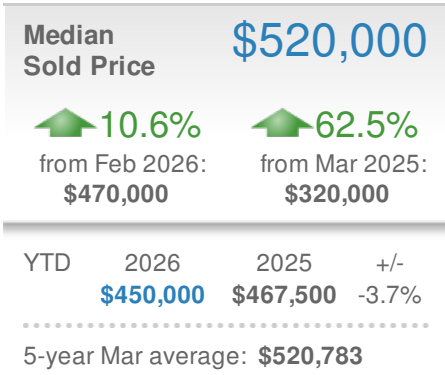 Median
Sold Price
$520,000
10.6% 62.5%
from Feb 2026: from Mar 2025:
$470,000 $320,000
YTD 2026 2025 +/-
$450,000 $467,500 -3.7%
5-year Mar average: $520,783